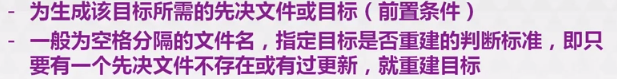 - 为生成该目标所需的先决文件或目标（前置条件）
- 一般为空格分隔的文件名，指定目标是否重建的判断标准，即只
要有一个先决文件不存在或有过更新，就重建目标